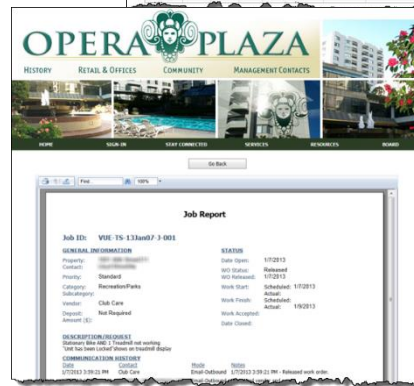 OPERA PLAZA
HISTORY RETAIL & OFFICES COMMUNITY MANAGEMENT CONTACTS
HOME SIGN-IN STAY CONNECTED SERVICES RESOURCES BOARD
Go Back
Find 100%
Job Report
Job ID: VUE-TS-13Jan07-J-001
GENERAL INFORMATION STATUS
Property: Date Open: 1/7/2013
Contact: W/O Status: Released
Priority: Standard W/O Released: 1/7/2013
Category: Recreation/Parks Work Start: Scheduled: 1/7/2013
Subcategory: Actual:
Vendor: Club Care Work Finish: Scheduled:
Actual: 1/9/2013
Deposit: Not Required Work Accepted:
Amount ($): Date Closed:
DESCRIPTION/REQUEST
Stationary Bike AND 1 Treadmill not working
"Unit has been Locked" shows on treadmill display
COMMUNICATION HISTORY
Date Contact Mode Notes
1/7/2013 3:39:21 PM Club Care Email-Outbound 1/7/2013 3:39:21 PM - Released work order.